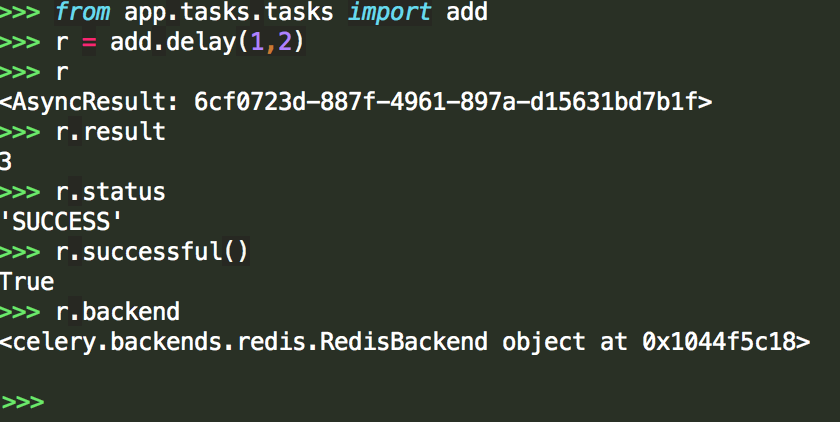 >>> from app.tasks.tasks import add
>>> r = add.delay(1,2)
>>> r
<AsyncResult: 6cf0723d-887f-4961-897a-d15631bd7b1f>
>>> r.result
3
>>> r.status
'SUCCESS'
>>> r.successful()
True
>>> r.backend
<celery.backends.redis.RedisBackend object at 0x1044f5c18>
>>>